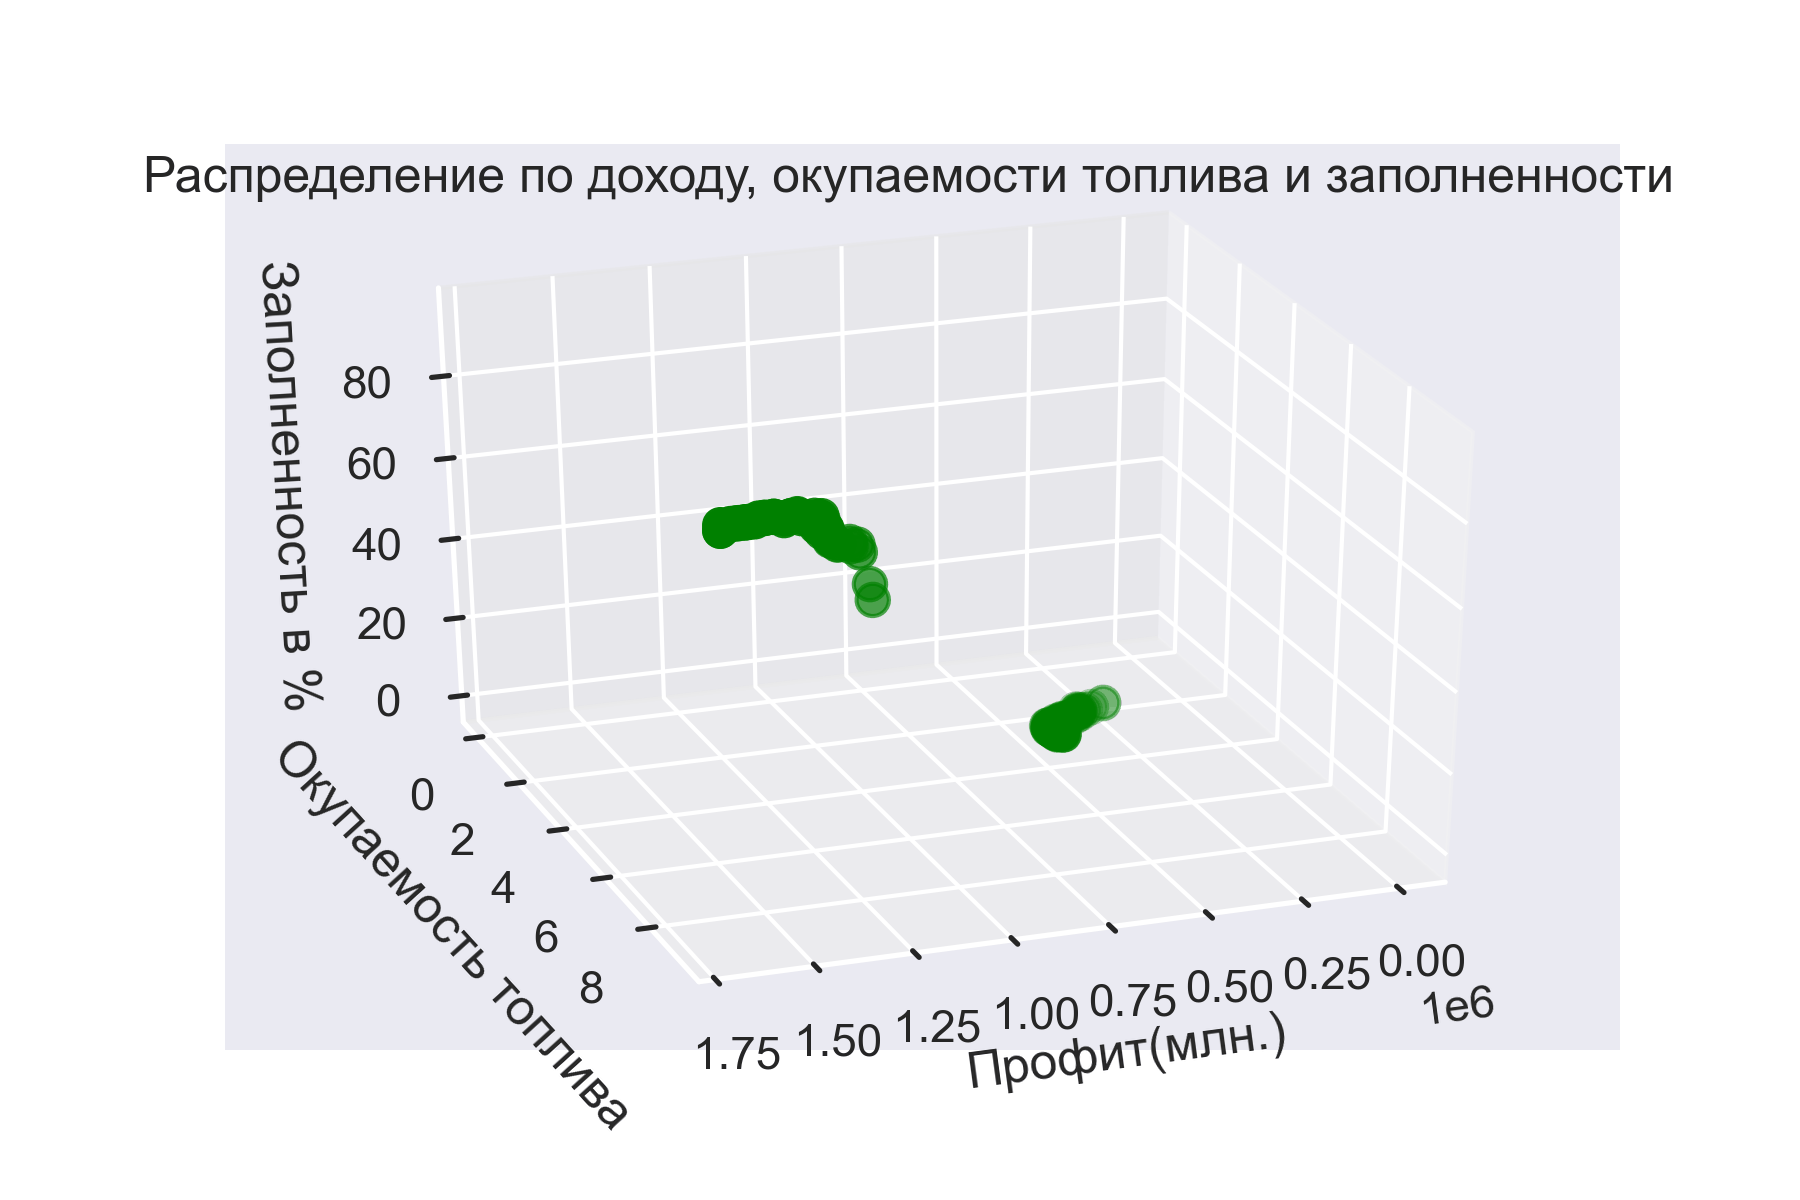 Распределение по доходу, окупаемости топлива и заполненности
Заполненность в %
80
60
40
20
0
Окупаемость топлива
0
2
4
6
8
1.75 1.50 1.25 1.00 0.75 0.50 0.25 0.00
1e6
Профит(млн.)